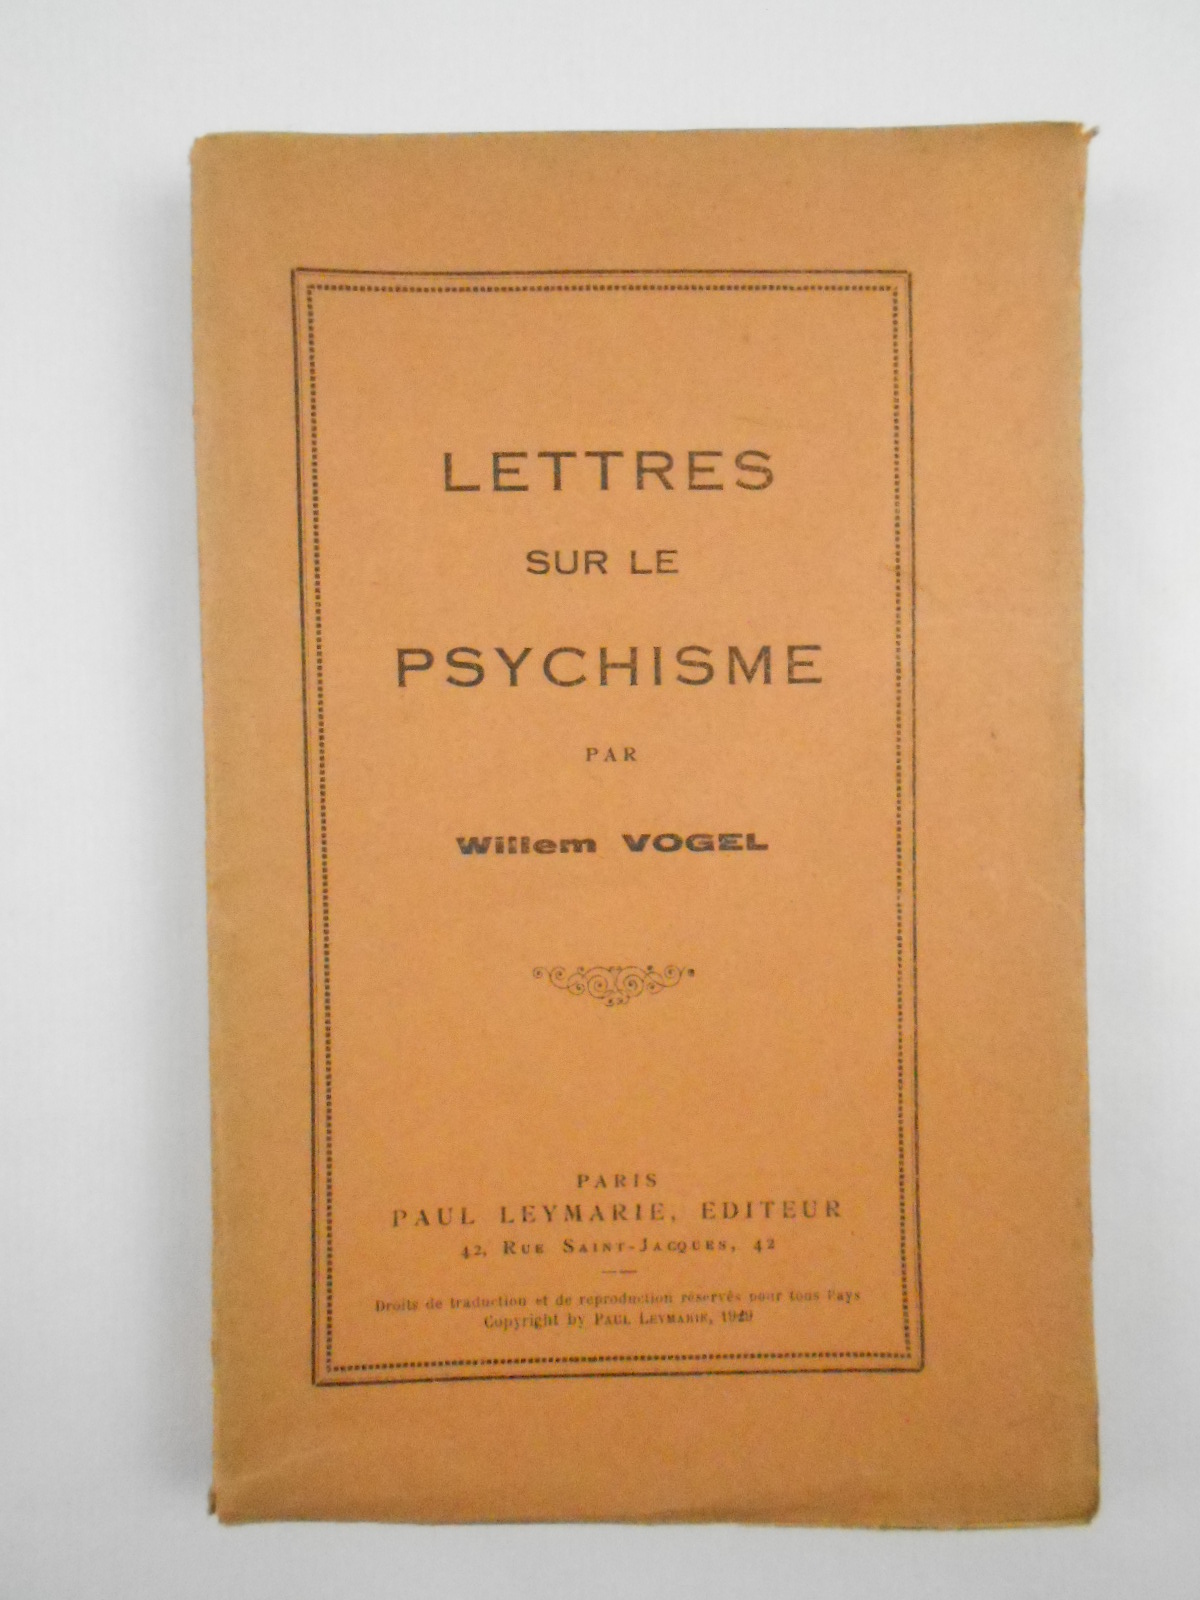 LETTRES
SUR LE
PSYCHISME
PAR
Willem VOGEL
PARIS
PAUL LEYMARIE, EDITEUR
42, RUE SAINT-JACQUES, 42
Droits de traduction et de reproduction réservés pour tous Pays
Copyright by PAUL LEYMARIE, 1929